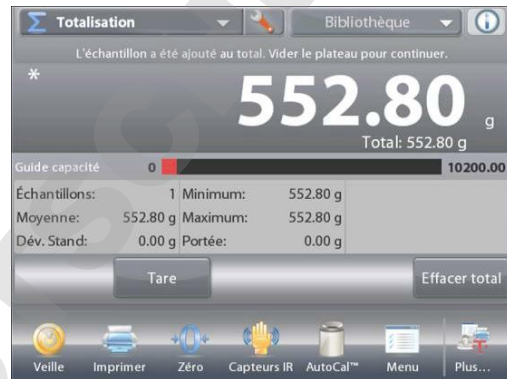 Σ Totalisation Bibliothèque i
L'échantillon a été ajouté au total. Vider le plateau pour continuer.
* 552.80 g
Total: 552.80 g
Guide capacité 0 10200.00
Échantillons: 1 Minimum: 552.80 g
Moyenne: 552.80 g Maximum: 552.80 g
Dév. Stand: 0.00 g Portée: 0.00 g
Tare Effacer total
Veille Imprimer Zéro Capteurs IR AutoCal™ Menu Plus...